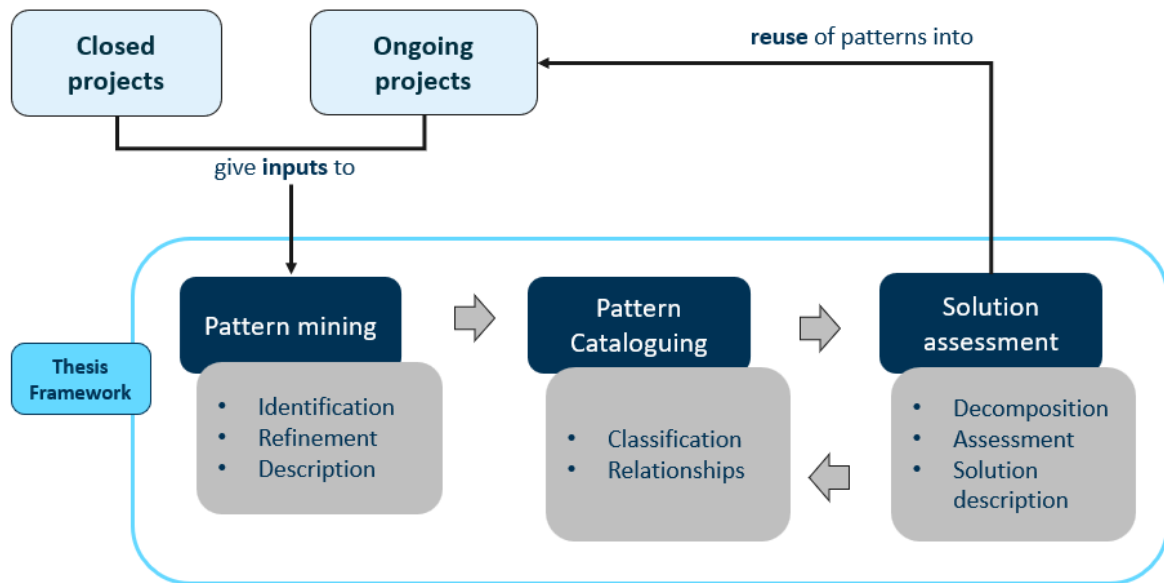 Closed
projects
Ongoing
projects
reuse of patterns into
give inputs to
Thesis
Framework
Pattern mining
• Identification
• Refinement
• Description
Pattern
Cataloguing
• Classification
• Relationships
Solution
assessment
• Decomposition
• Assessment
• Solution
description